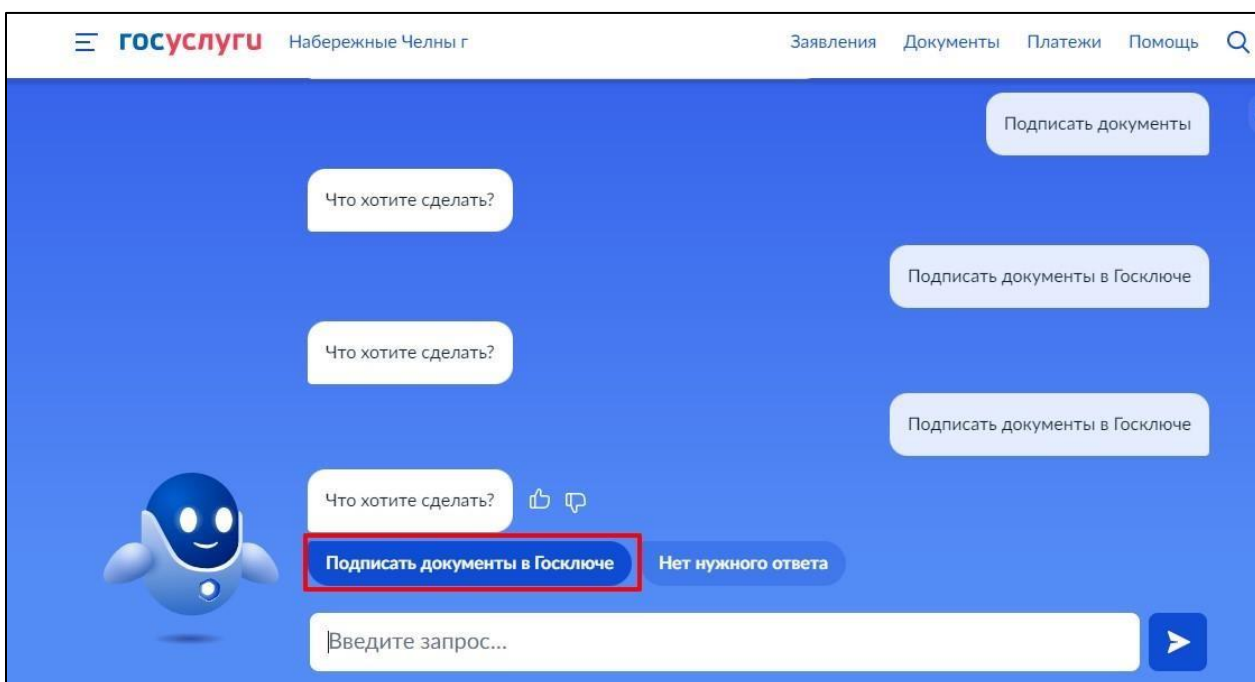 госуслуги Набережные Челны г Заявления Документы Платежи Помощь
Подписать документы
Что хотите сделать?
Подписать документы в Госключе
Что хотите сделать?
Подписать документы в Госключе
Что хотите сделать?
Подписать документы в Госключе Нет нужного ответа
Введите запрос...